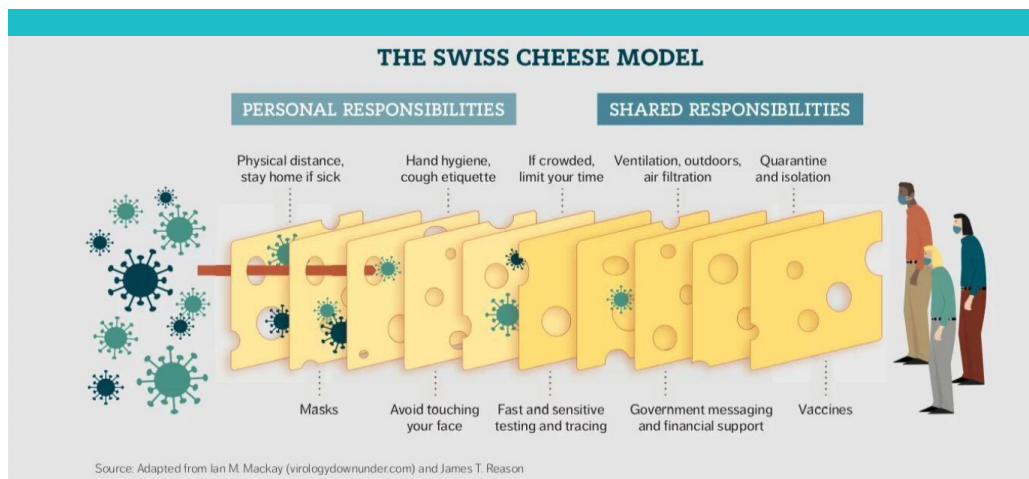 THE SWISS CHEESE MODEL
PERSONAL RESPONSIBILITIES
SHARED RESPONSIBILITIES
Physical distance,
stay home if sick
Hand hygiene,
cough etiquette
If crowded,
limit your time
Ventilation, outdoors,
air filtration
Quarantine
and isolation
Masks
Avoid touching
your face
Fast and sensitive
testing and tracing
Government messaging
and financial support
Vaccines
Source: Adapted from Ian M. Mackay (virologydownunder.com) and James T. Reason